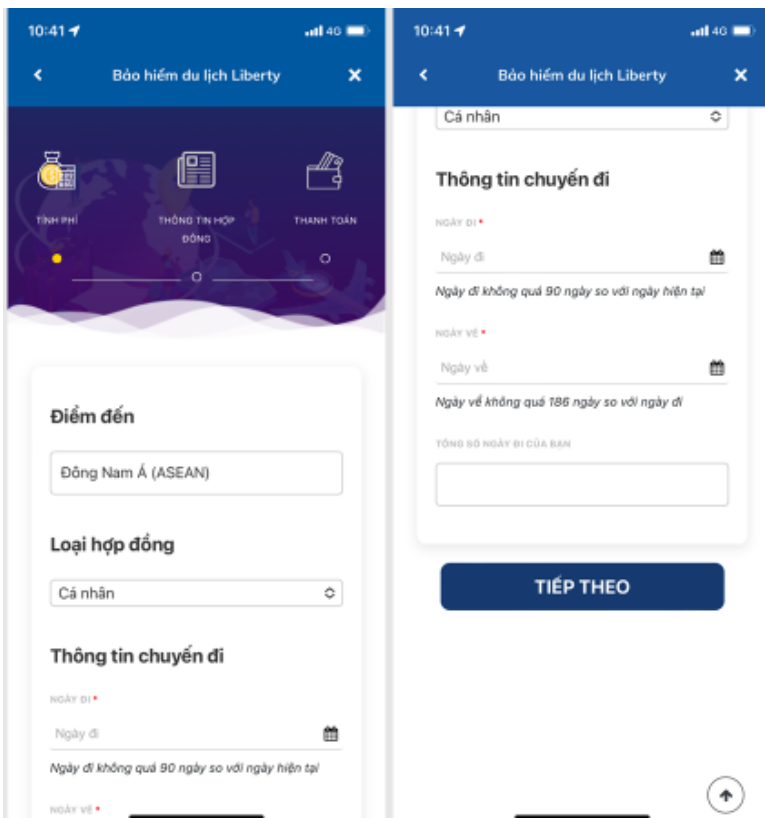 10:41
4G
Bảo hiểm du lịch Liberty
TÍNH PHÍ
THÔNG TIN HỢP
ĐỒNG
THANH TOÁN
Điểm đến
Đông Nam Á (ASEAN)
Loại hợp đồng
Cá nhân
Thông tin chuyến đi
NGÀY ĐI *
Ngày đi
Ngày đi không quá 90 ngày so với ngày hiện tại
NGÀY VỀ *
10:41
4G
Bảo hiểm du lịch Liberty
Cá nhân
Thông tin chuyến đi
NGÀY ĐI *
Ngày đi
Ngày đi không quá 90 ngày so với ngày hiện tại
NGÀY VỀ *
Ngày về
Ngày về không quá 186 ngày so với ngày đi
TỔNG SỐ NGÀY ĐI CỦA BẠN
TIẾP THEO